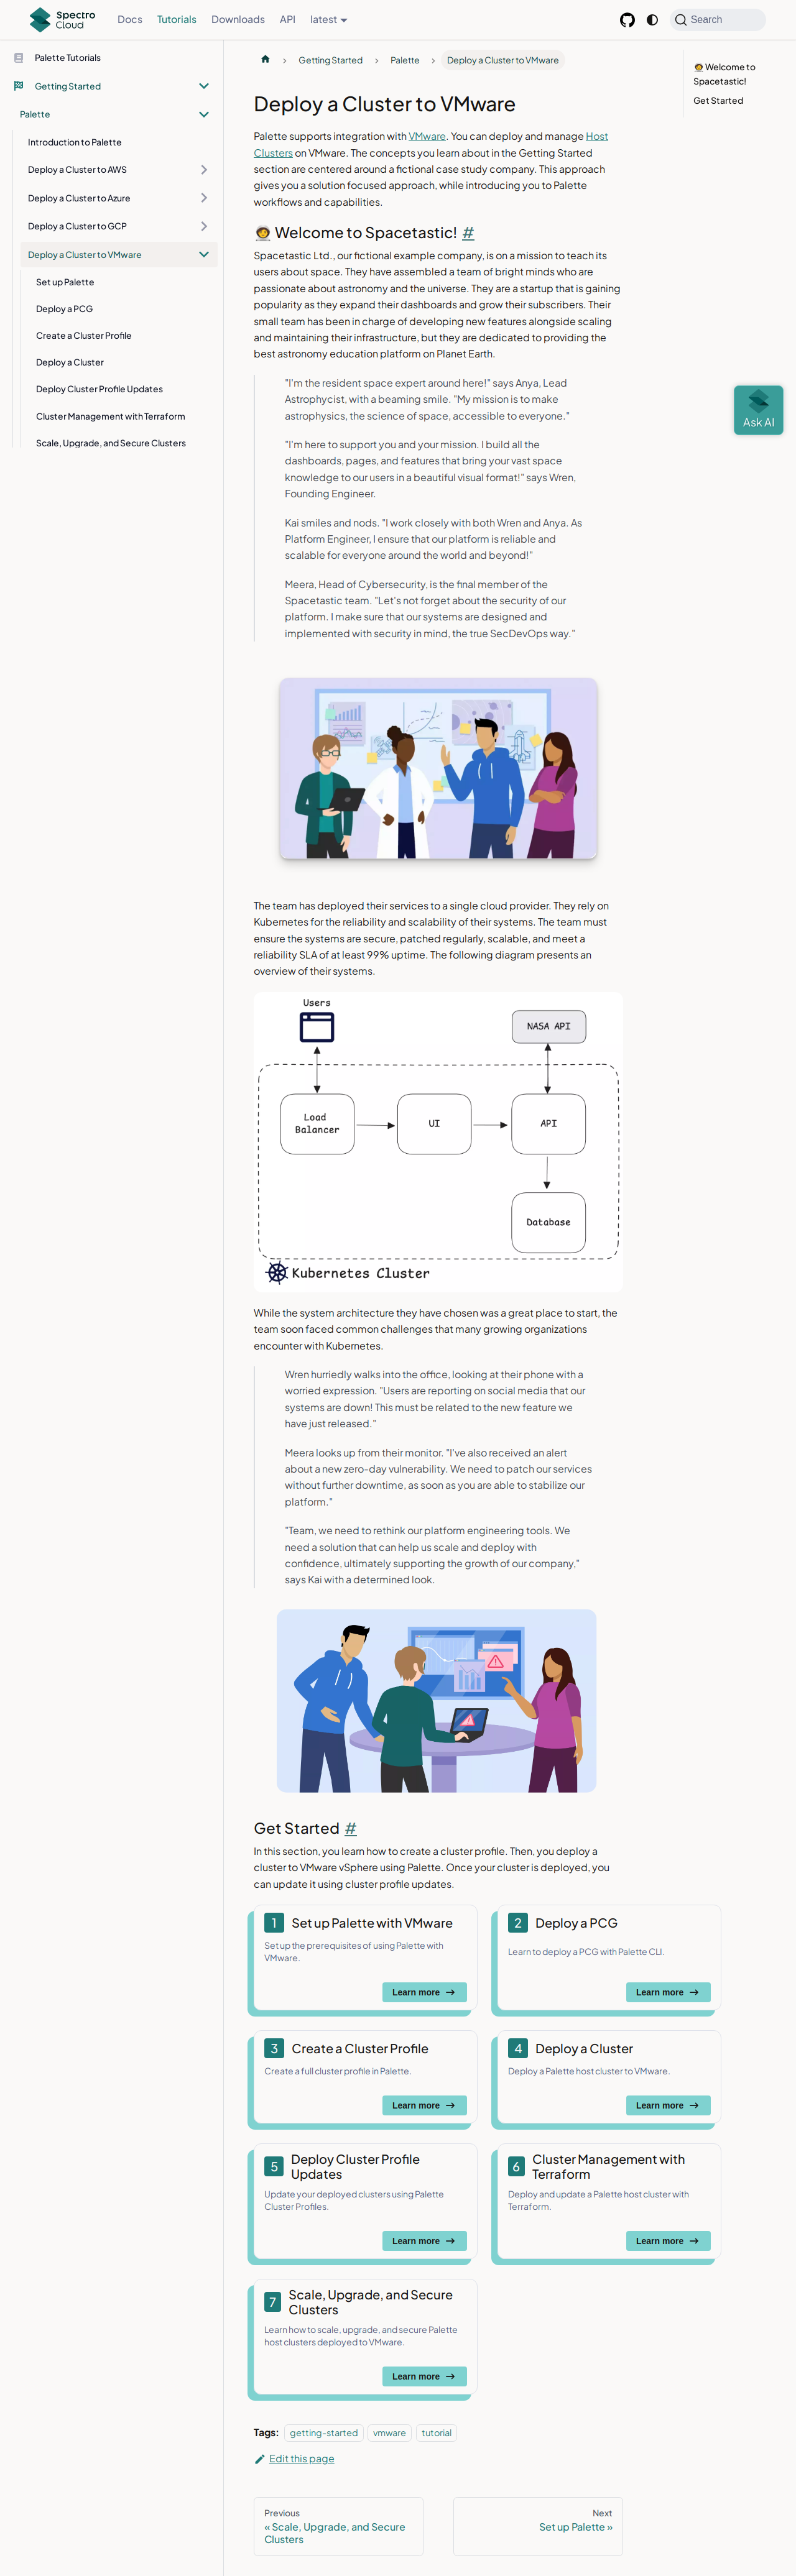 Spectro Cloud
Docs
Tutorials
Downloads
API
latest
Search
Palette Tutorials
Getting Started
Palette
Introduction to Palette
Deploy a Cluster to AWS
Deploy a Cluster to Azure
Deploy a Cluster to GCP
Deploy a Cluster to VMware
Set up Palette
Deploy a PCG
Create a Cluster Profile
Deploy a Cluster
Deploy Cluster Profile Updates
Cluster Management with Terraform
Scale, Upgrade, and Secure Clusters
Getting Started
Palette
Deploy a Cluster to VMware
Deploy a Cluster to VMware
Palette supports integration with VMware. You can deploy and manage Host
Clusters on VMware. The concepts you learn about in the Getting Started
section are centered around a fictional case study company. This approach
gives you a solution focused approach, while introducing you to Palette
workflows and capabilities.
🧑‍🚀 Welcome to Spacetastic! #
Spacetastic Ltd., our fictional example company, is on a mission to teach its
users about space. They have assembled a team of bright minds who are
passionate about astronomy and the universe. They are a startup that is gaining
popularity as they expand their dashboards and grow their subscribers. Their
small team has been in charge of developing new features alongside scaling
and maintaining their infrastructure, but they are dedicated to providing the
best astronomy education platform on Planet Earth.
"I'm the resident space expert around here!" says Anya, Lead
Astrophycist, with a beaming smile. "My mission is to make
astrophysics, the science of space, accessible to everyone."
"I'm here to support you and your mission. I build all the
dashboards, pages, and features that bring your vast space
knowledge to our users in a beautiful visual format!" says Wren,
Founding Engineer.
Kai smiles and nods. "I work closely with both Wren and Anya. As
Platform Engineer, I ensure that our platform is reliable and
scalable for everyone around the world and beyond!"
Meera, Head of Cybersecurity, is the final member of the
Spacetastic team. "Let's not forget about the security of our
platform. I make sure that our systems are designed and
implemented with security in mind, the true SecDevOps way."
The team has deployed their services to a single cloud provider. They rely on
Kubernetes for the reliability and scalability of their systems. The team must
ensure the systems are secure, patched regularly, scalable, and meet a
reliability SLA of at least 99% uptime. The following diagram presents an
overview of their systems.
Users
NASA API
Load
Balancer
UI
API
Database
Kubernetes Cluster
While the system architecture they have chosen was a great place to start, the
team soon faced common challenges that many growing organizations
encounter with Kubernetes.
Wren hurriedly walks into the office, looking at their phone with a
worried expression. "Users are reporting on social media that our
systems are down! This must be related to the new feature we
have just released."
Meera looks up from their monitor. "I've also received an alert
about a new zero-day vulnerability. We need to patch our services
without further downtime, as soon as you are able to stabilize our
platform."
"Team, we need to rethink our platform engineering tools. We
need a solution that can help us scale and deploy with
confidence, ultimately supporting the growth of our company,"
says Kai with a determined look.
Get Started #
In this section, you learn how to create a cluster profile. Then, you deploy a
cluster to VMware vSphere using Palette. Once your cluster is deployed, you
can update it using cluster profile updates.
1 Set up Palette with VMware
Set up the prerequisites of using Palette with
VMware.
Learn more →
2 Deploy a PCG
Learn to deploy a PCG with Palette CLI.
Learn more →
3 Create a Cluster Profile
Create a full cluster profile in Palette.
Learn more →
4 Deploy a Cluster
Deploy a Palette host cluster to VMware.
Learn more →
5 Deploy Cluster Profile
Updates
Update your deployed clusters using Palette
Cluster Profiles.
Learn more →
6 Cluster Management with
Terraform
Deploy and update a Palette host cluster with
Terraform.
Learn more →
7 Scale, Upgrade, and Secure
Clusters
Learn how to scale, upgrade, and secure Palette
host clusters deployed to VMware.
Learn more →
Tags: getting-started vmware tutorial
Edit this page
Previous
« Scale, Upgrade, and Secure
Clusters
Next
Set up Palette »
🧑‍🚀 Welcome to
Spacetastic!
Get Started
Ask AI